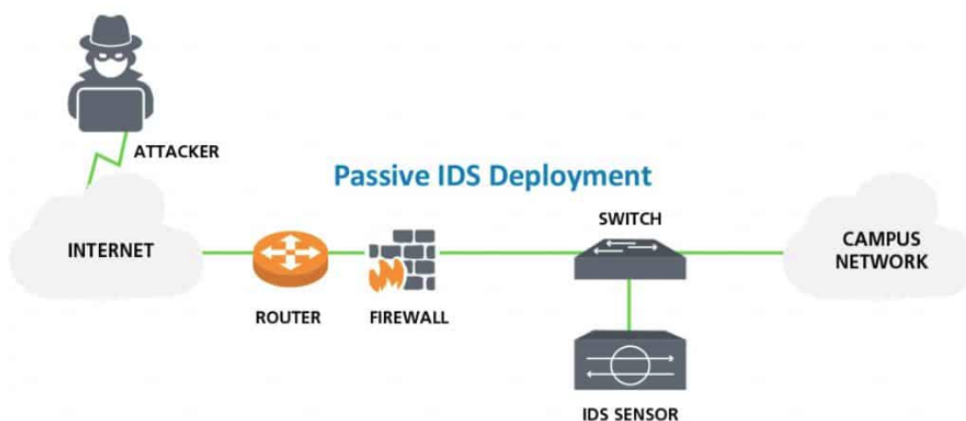 ATTACKER
Passive IDS Deployment
INTERNET
ROUTER
FIREWALL
SWITCH
IDS SENSOR
CAMPUS
NETWORK